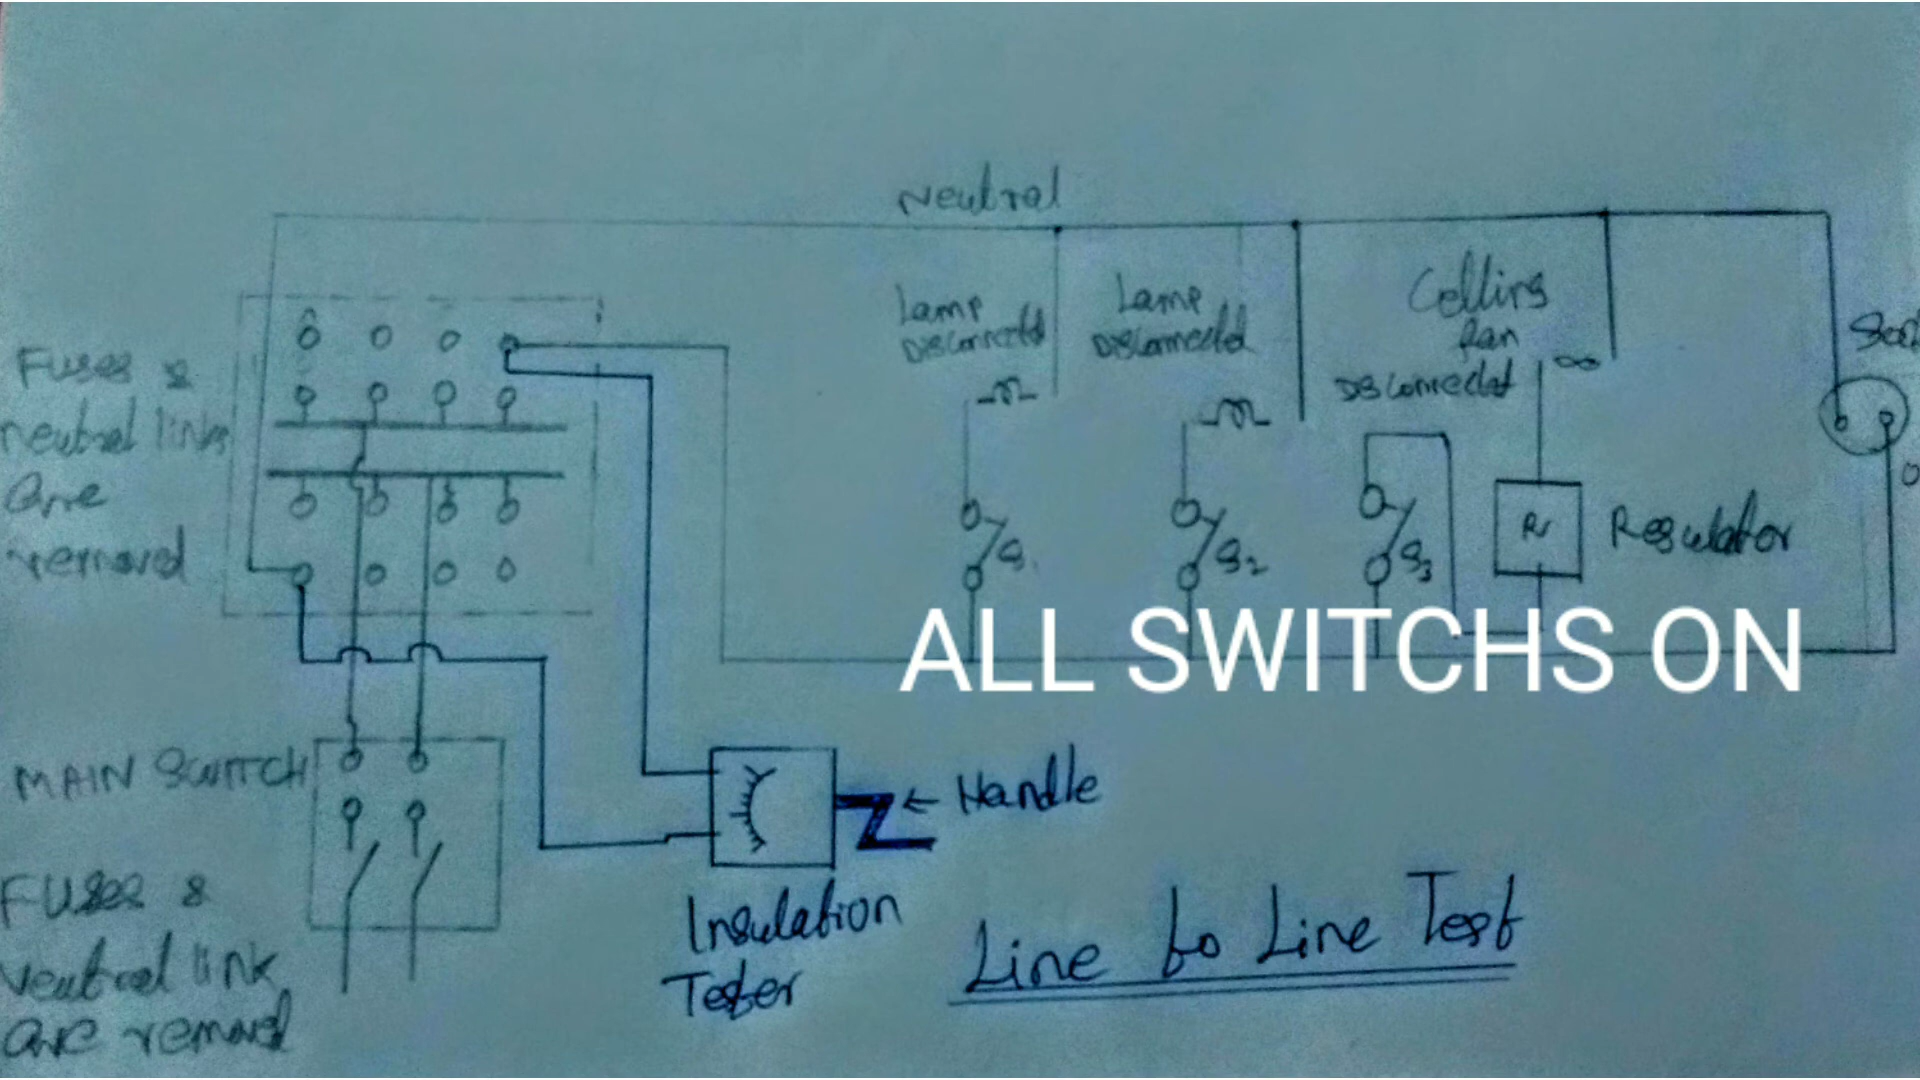 Neutral
Lamp
Disconnected
Lamp
Disconnected
Celling
fan
Disconnected
Fuses &
neutral links
are
removed
S1
S2
S3
R
Regulator
ALL SWITCHS ON
MAIN SWITCH
Handle
Fuses &
Neutral link
are removed
Insulation
Tester
Line to Line Test